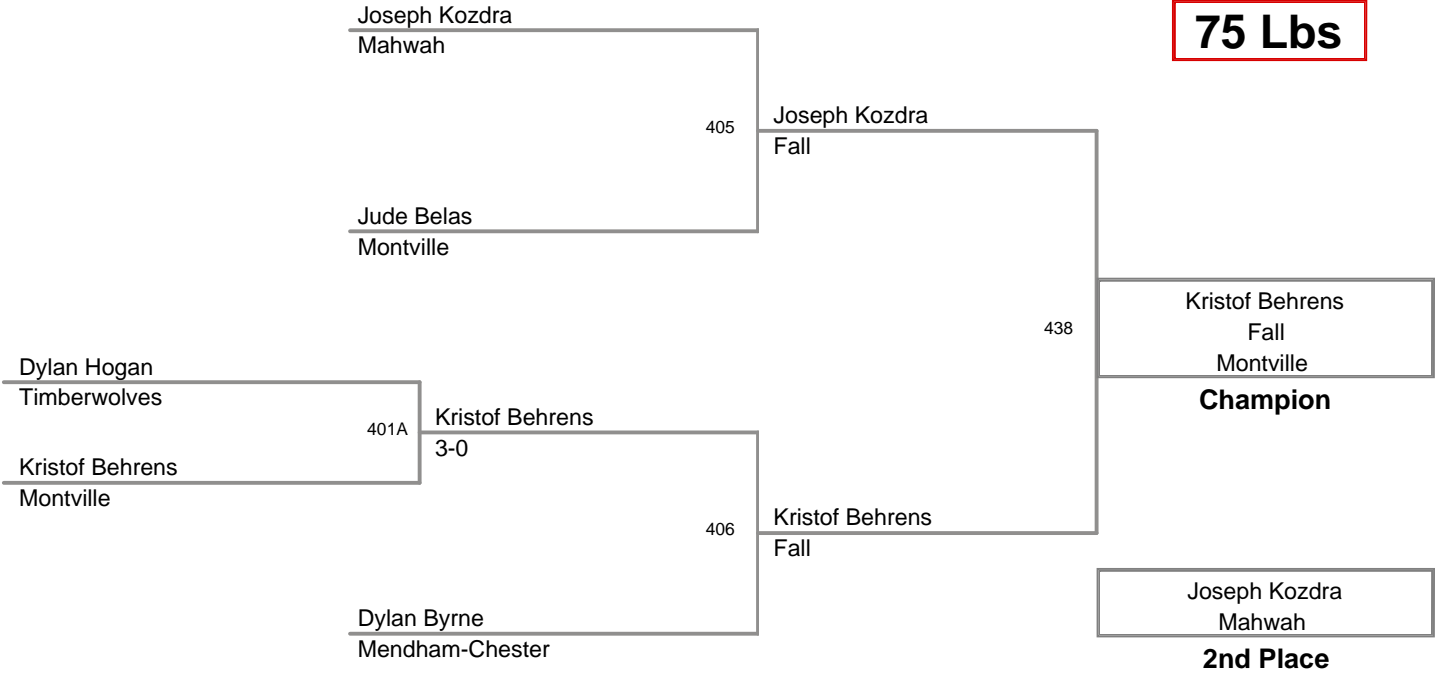 75 Lbs
Joseph Kozdra
Mahwah
405
Joseph Kozdra
Fall
Jude Belas
Montville
438
Kristof Behrens
Fall
Montville
Champion
Dylan Hogan
Timberwolves
401A
Kristof Behrens
3-0
Kristof Behrens
Montville
406
Kristof Behrens
Fall
Dylan Byrne
Mendham-Chester
Joseph Kozdra
Mahwah
2nd Place